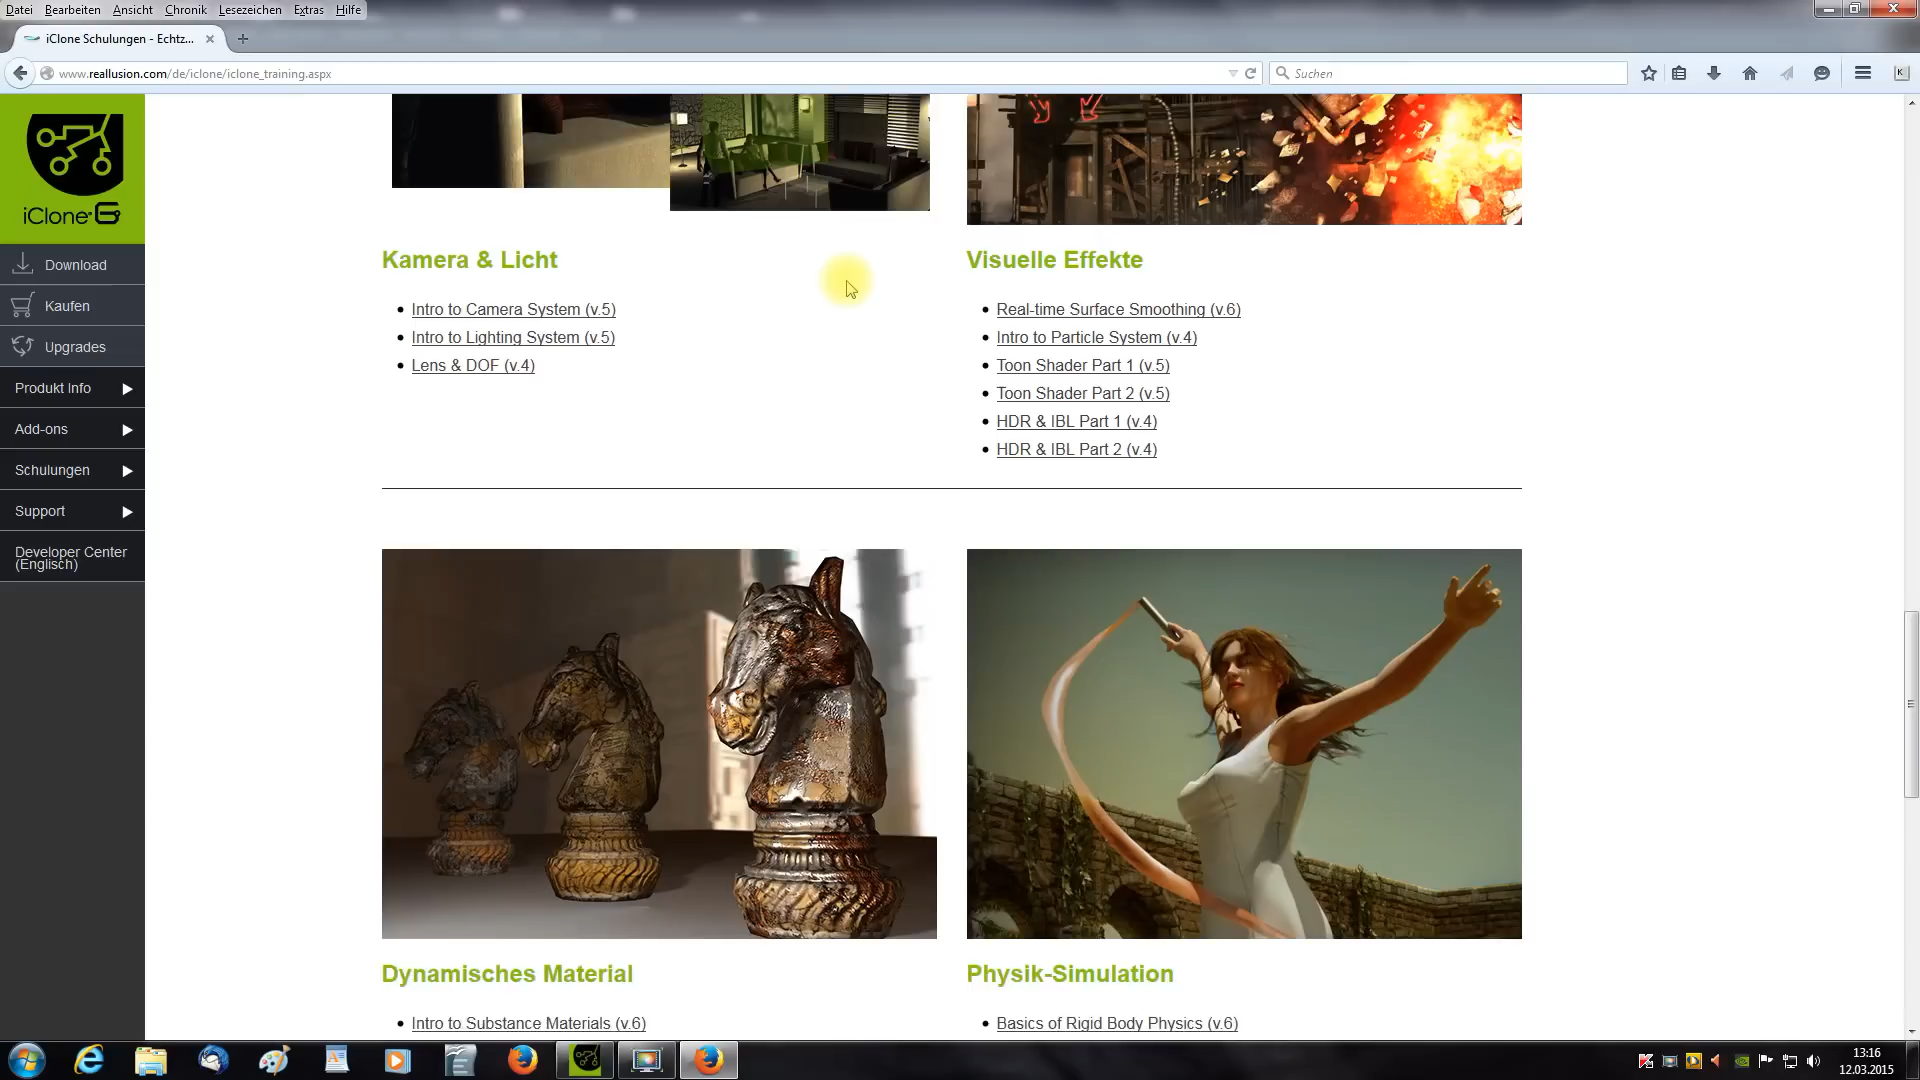 Datei Bearbeiten Ansicht Chronik Lesezeichen Extras Hilfe
iClone Schulungen - Echtz...
www.reallusion.com/de/iclone/iclone_training.aspx
Suchen
iClone 6
Download
Kaufen
Upgrades
Produkt Info
Add-ons
Schulungen
Support
Developer Center
(Englisch)
Kamera & Licht
Intro to Camera System (v.5)
Intro to Lighting System (v.5)
Lens & DOF (v.4)
Visuelle Effekte
Real-time Surface Smoothing (v.6)
Intro to Particle System (v.4)
Toon Shader Part 1 (v.5)
Toon Shader Part 2 (v.5)
HDR & IBL Part 1 (v.4)
HDR & IBL Part 2 (v.4)
Dynamisches Material
Intro to Substance Materials (v.6)
Physik-Simulation
Basics of Rigid Body Physics (v.6)
13:16
12.03.2015